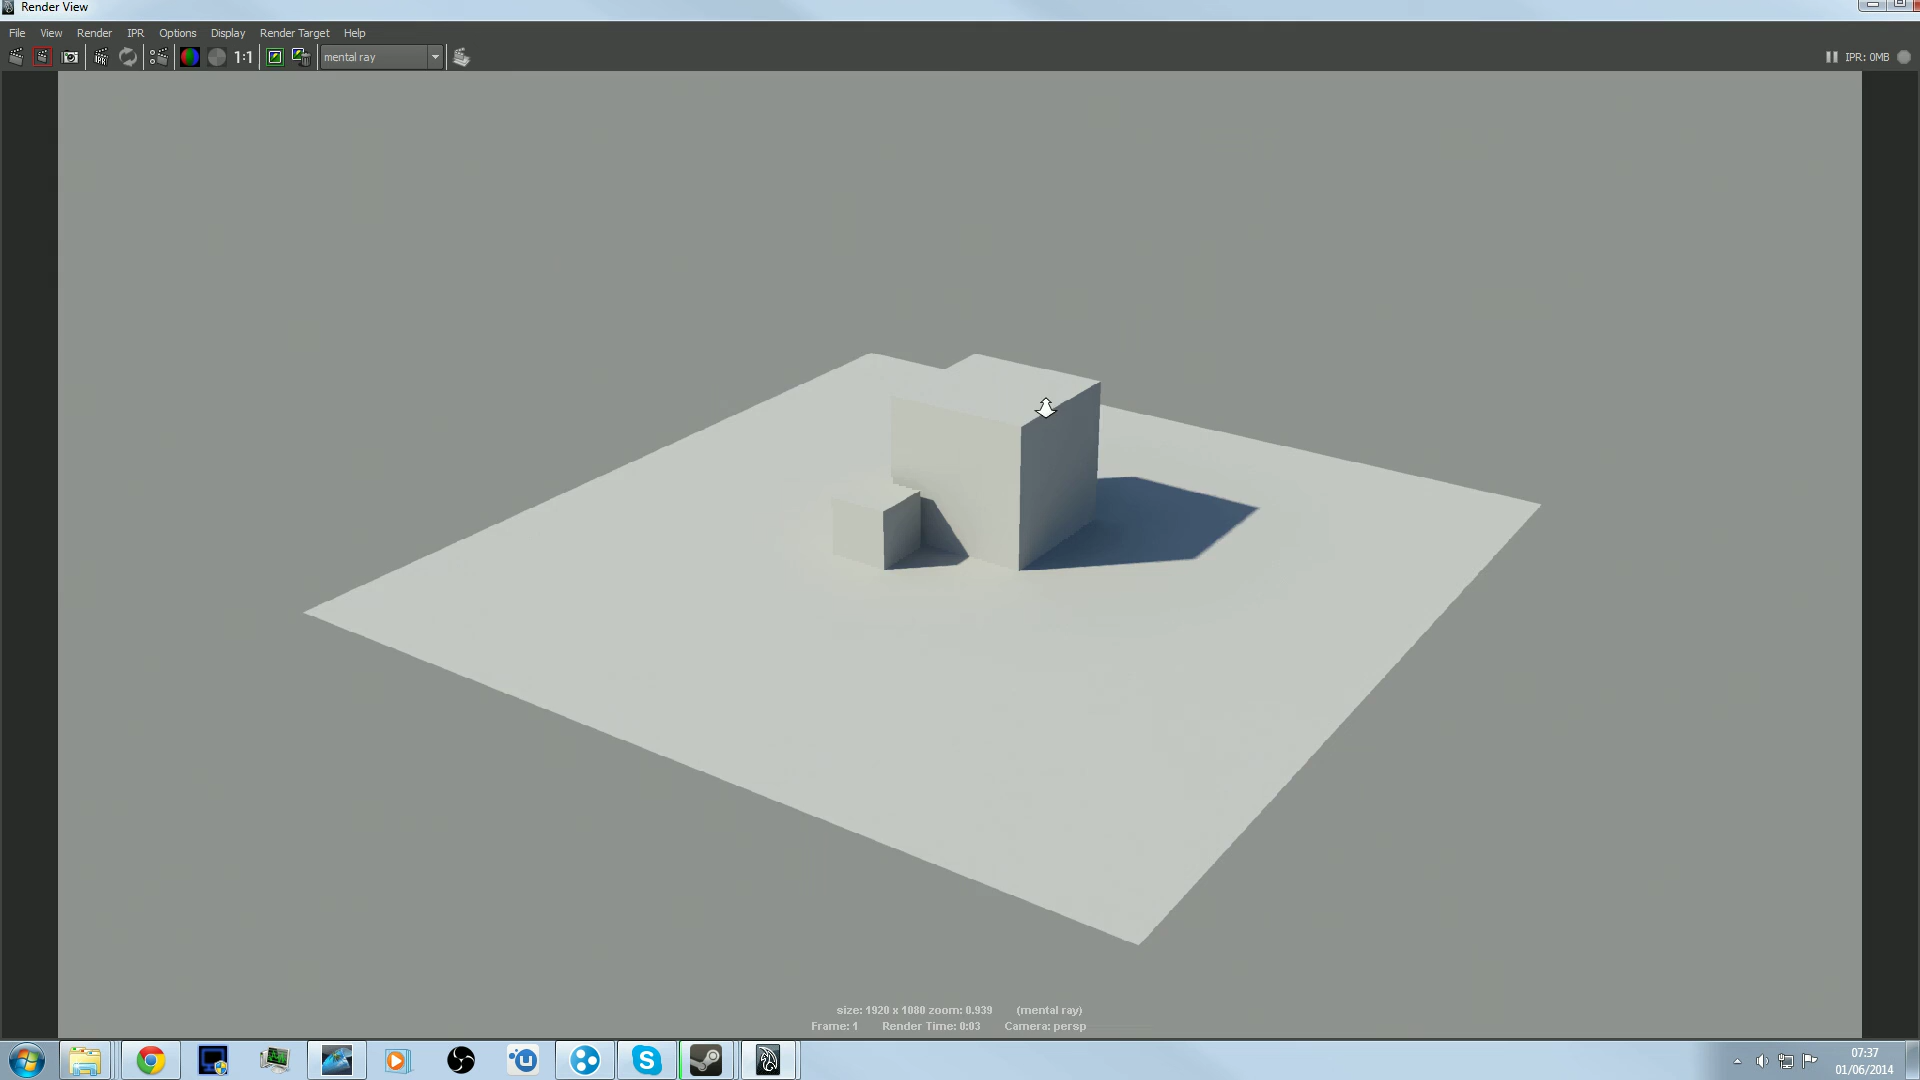 Render View
File View Render IPR Options Display Render Target Help
IPR 1:1 mental ray IPR: 0MB
size: 1920 x 1080 zoom: 0.939 (mental ray)
Frame: 1 Render Time: 0:03 Camera: persp
07:37
01/06/2014